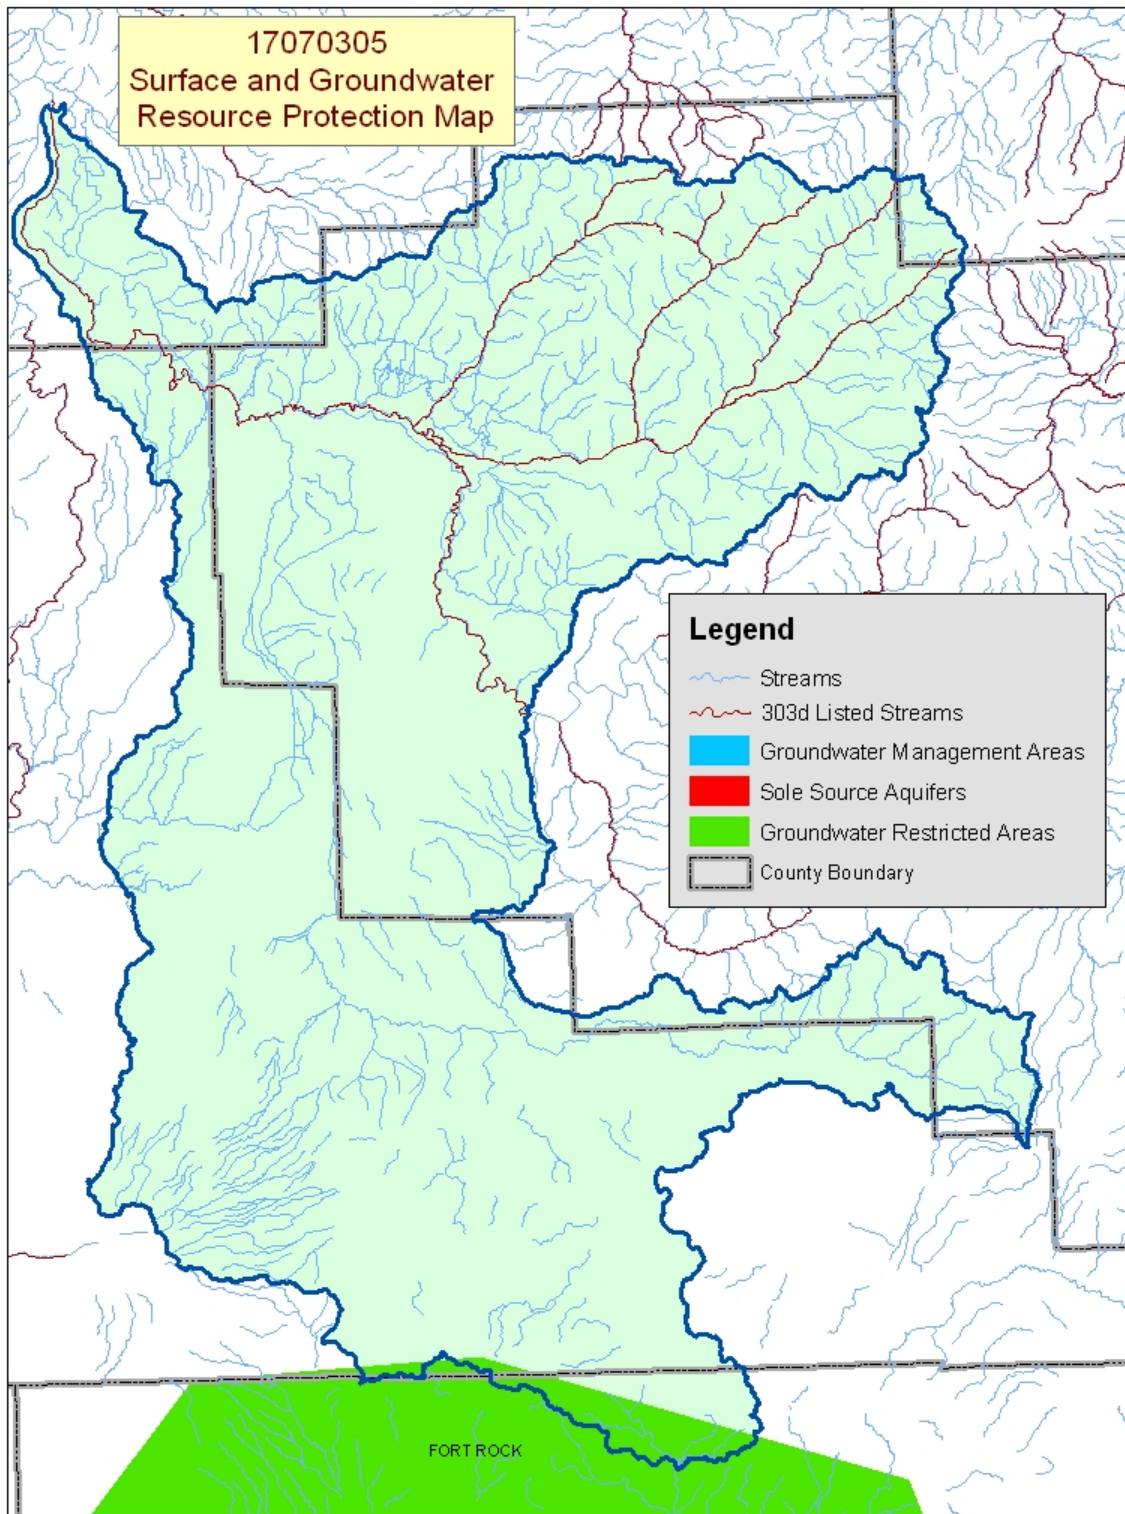 17070305
Surface and Groundwater
Resource Protection Map
Legend
Streams
303d Listed Streams
Groundwater Management Areas
Sole Source Aquifers
Groundwater Restricted Areas
County Boundary
FORT ROCK